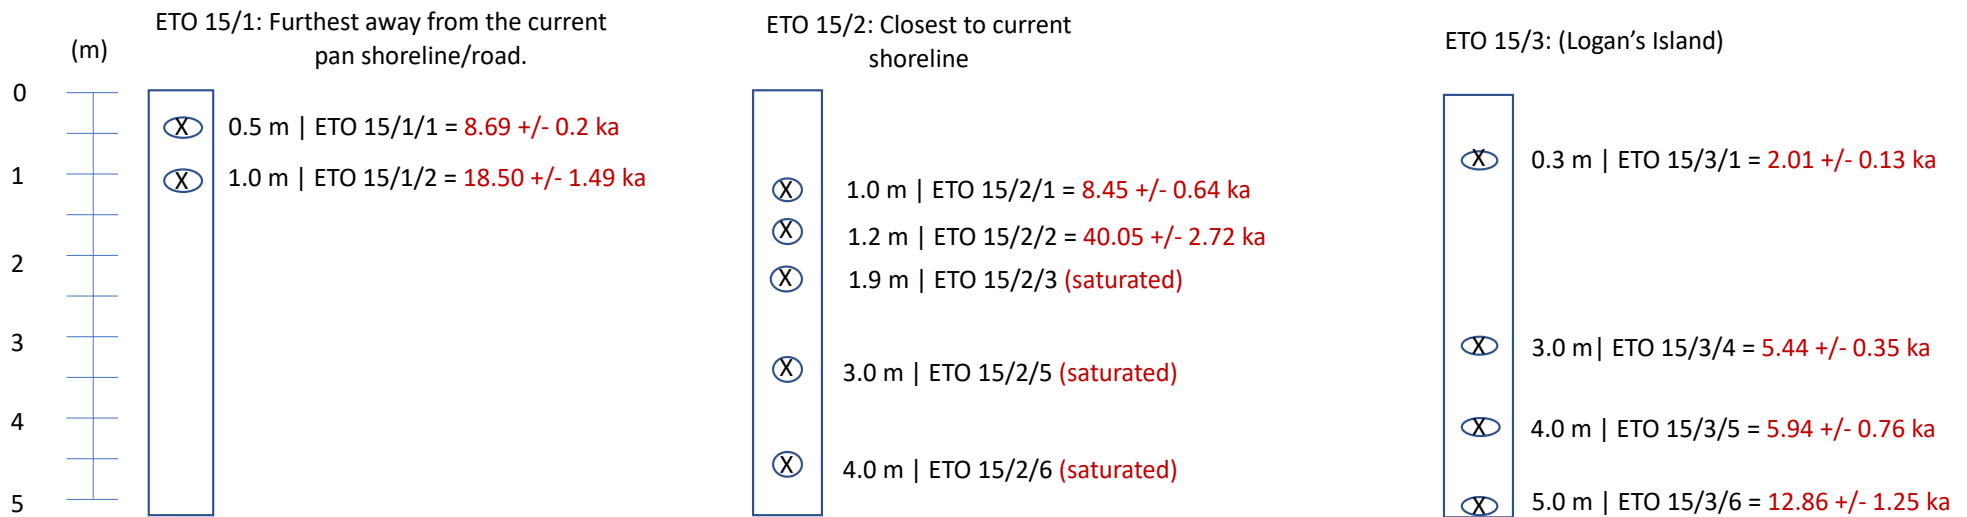 ETO 15/1: Furthest away from the current
pan shoreline/road.
ETO 15/2: Closest to current
shoreline
ETO 15/3: (Logan's Island)
(m)
0
1
2
3
4
5
X 0.5 m | ETO 15/1/1 = 8.69 +/- 0.2 ka
X 1.0 m | ETO 15/1/2 = 18.50 +/- 1.49 ka
X 1.0 m | ETO 15/2/1 = 8.45 +/- 0.64 ka
X 1.2 m | ETO 15/2/2 = 40.05 +/- 2.72 ka
X 1.9 m | ETO 15/2/3 (saturated)
X 3.0 m | ETO 15/2/5 (saturated)
X 4.0 m | ETO 15/2/6 (saturated)
X 0.3 m | ETO 15/3/1 = 2.01 +/- 0.13 ka
X 3.0 m| ETO 15/3/4 = 5.44 +/- 0.35 ka
X 4.0 m | ETO 15/3/5 = 5.94 +/- 0.76 ka
X 5.0 m | ETO 15/3/6 = 12.86 +/- 1.25 ka